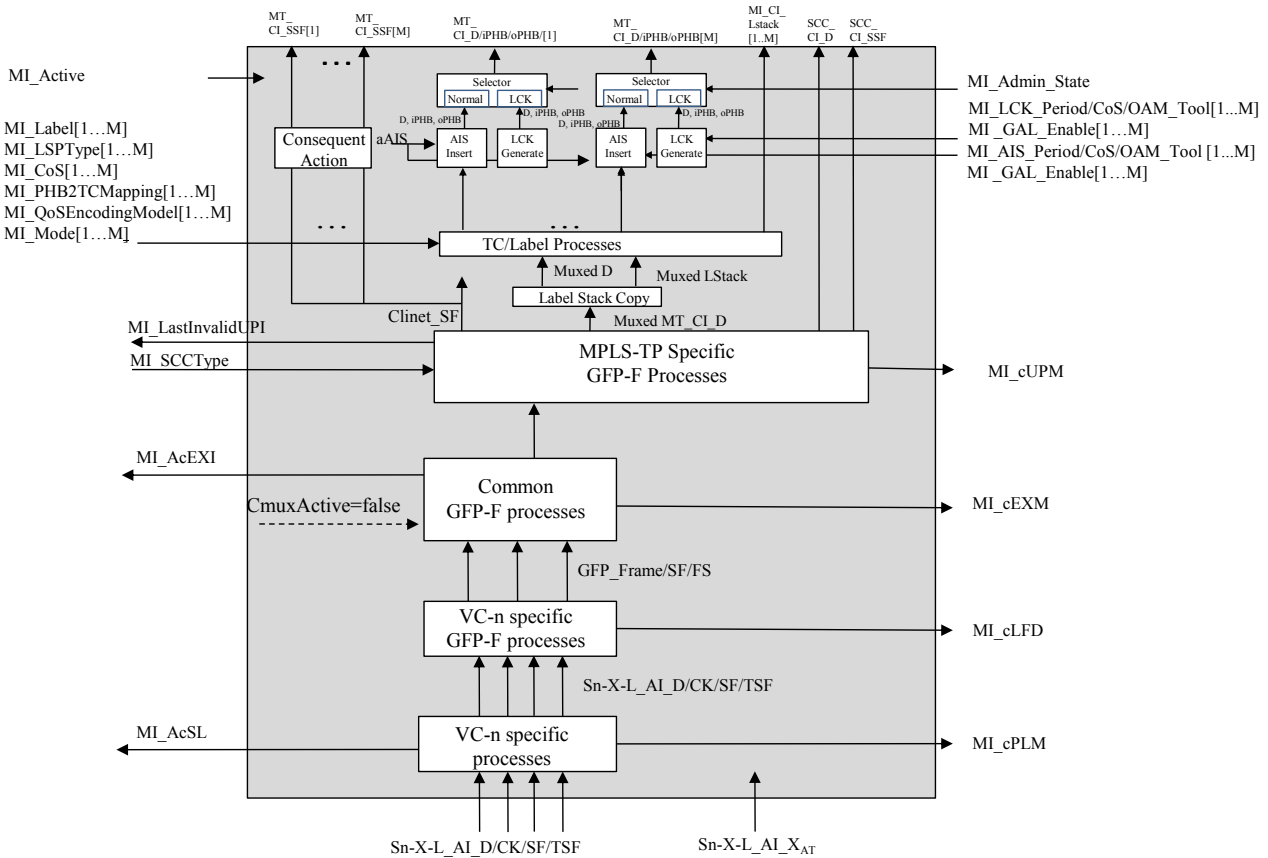 MT_
CI_SSF[1]
MT_
CI_SSF[M]
MT_
CI_D/iPHB/oPHB/[1]
MT_
CI_D/iPHB/oPHB[M]
MI_CI_
Lstack
[1..M]
SCC_
CI_D
SCC_
CI_SSF
. . .
MI_Active
Selector
Normal
LCK
Selector
Normal
LCK
MI_Admin_State
MI_LCK_Period/CoS/OAM_Tool[1...M]
MI_GAL_Enable[1…M]
MI_AIS_Period/CoS/OAM_Tool [1...M]
MI_GAL_Enable[1…M]
D, iPHB, oPHB
D, iPHB, oPHB
D, iPHB, oPHB
D, iPHB, oPHB
MI_Label[1…M]
MI_LSPType[1…M]
MI_CoS[1…M]
MI_PHB2TCMapping[1…M]
MI_QoSEncodingModel[1…M]
MI_Mode[1…M]
Consequent
Action
aAIS
AIS
Insert
LCK
Generate
AIS
Insert
LCK
Generate
. . .
. . .
TC/Label Processes
Muxed D
Muxed LStack
Label Stack Copy
Clinet_SF
Muxed MT_CI_D
MI_LastInvalidUPI
MI_SCCType
MPLS-TP Specific
GFP-F Processes
MI_cUPM
MI_AcEXI
Common
GFP-F processes
CmuxActive=false
MI_cEXM
GFP_Frame/SF/FS
VC-n specific
GFP-F processes
MI_cLFD
Sn-X-L_AI_D/CK/SF/TSF
MI_AcSL
VC-n specific
processes
MI_cPLM
Sn-X-L_AI_D/CK/SF/TSF
Sn-X-L_AI_XAT